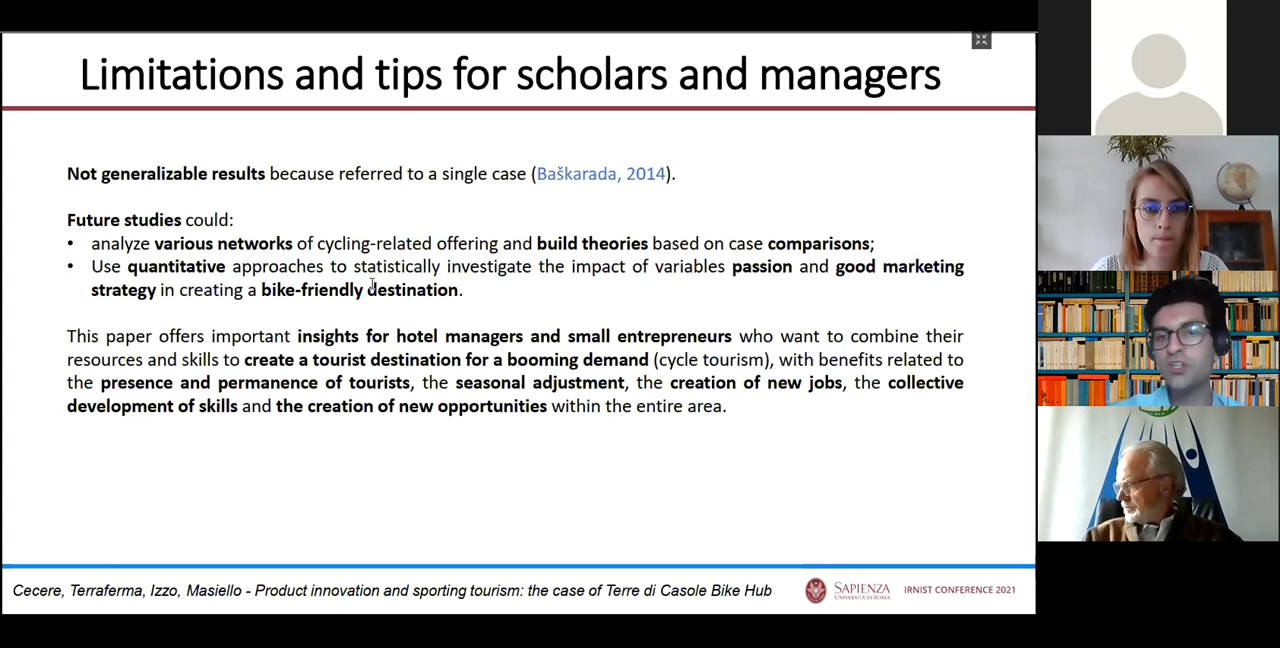 Limitations and tips for scholars and managers
Not generalizable results because referred to a single case (Baškarada, 2014).
Future studies could:
• analyze various networks of cycling-related offering and build theories based on case comparisons;
• Use quantitative approaches to statistically investigate the impact of variables passion and good marketing
strategy in creating a bike-friendly destination.
This paper offers important insights for hotel managers and small entrepreneurs who want to combine their
resources and skills to create a tourist destination for a booming demand (cycle tourism), with benefits related to
the presence and permanence of tourists, the seasonal adjustment, the creation of new jobs, the collective
development of skills and the creation of new opportunities within the entire area.
Cecere, Terraferma, Izzo, Masiello - Product innovation and sporting tourism: the case of Terre di Casole Bike Hub
SAPIENZA
UNIVERSITÀ DI ROMA
IRNIST CONFERENCE 2021